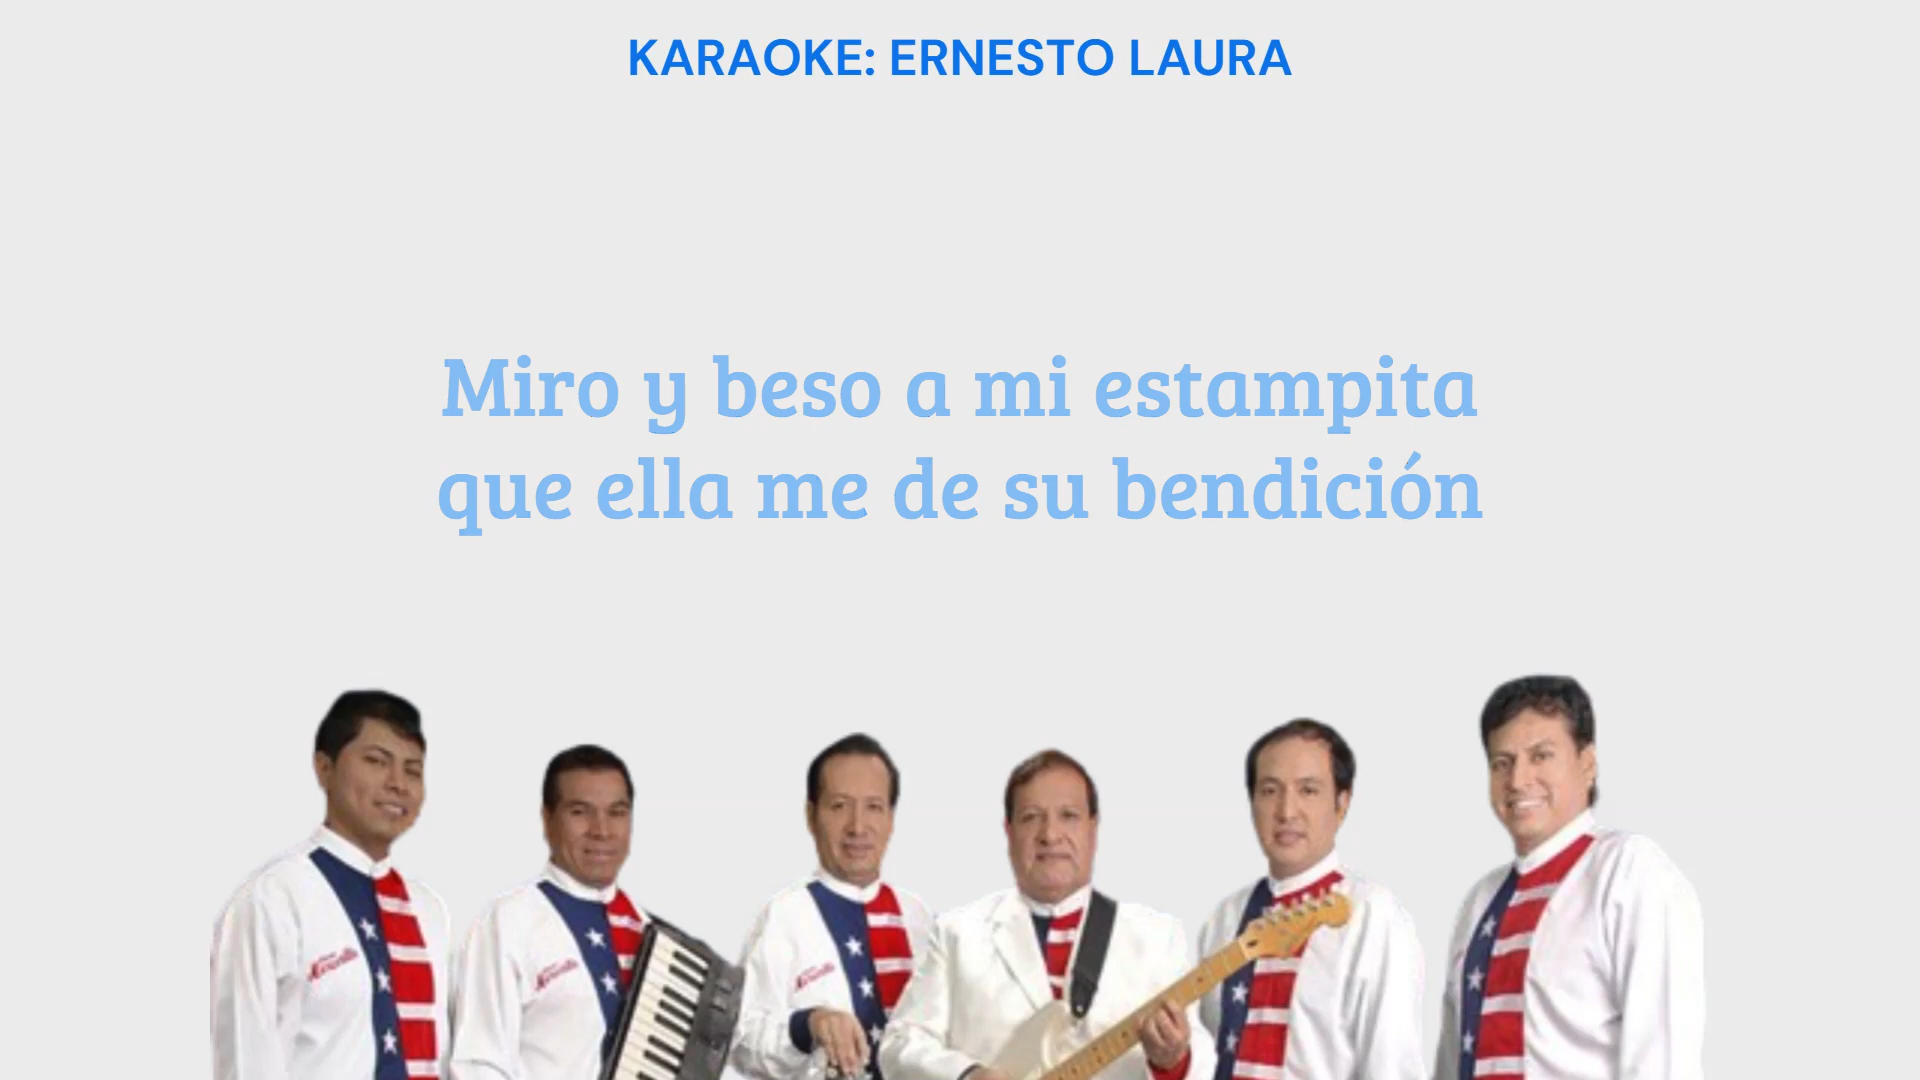 KARAOKE: ERNESTO LAURA
Miro y beso a mi estampita
que ella me de su bendición